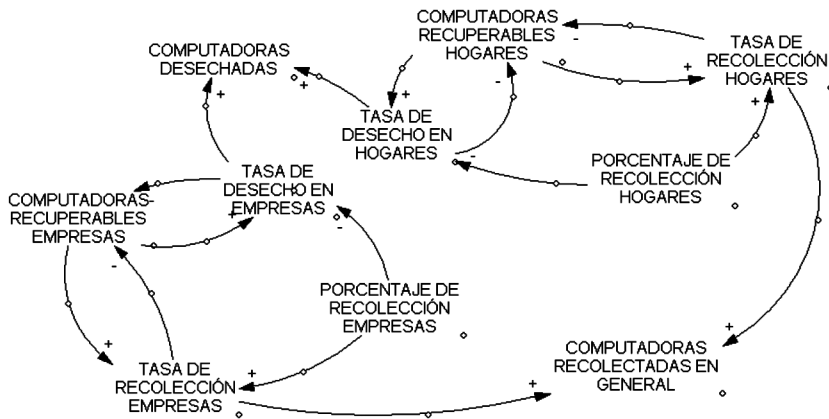 COMPUTADORAS
DESECHADAS
COMPUTADORAS
RECUPERABLES
HOGARES
TASA DE
RECOLECCIÓN
HOGARES
TASA DE
DESECHO EN
HOGARES
PORCENTAJE DE
RECOLECCIÓN
HOGARES
TASA DE
DESECHO EN
EMPRESAS
COMPUTADORAS-
RECUPERABLES
EMPRESAS
PORCENTAJE DE
RECOLECCIÓN
EMPRESAS
TASA DE
RECOLECCIÓN
EMPRESAS
COMPUTADORAS
RECOLECTADAS EN
GENERAL